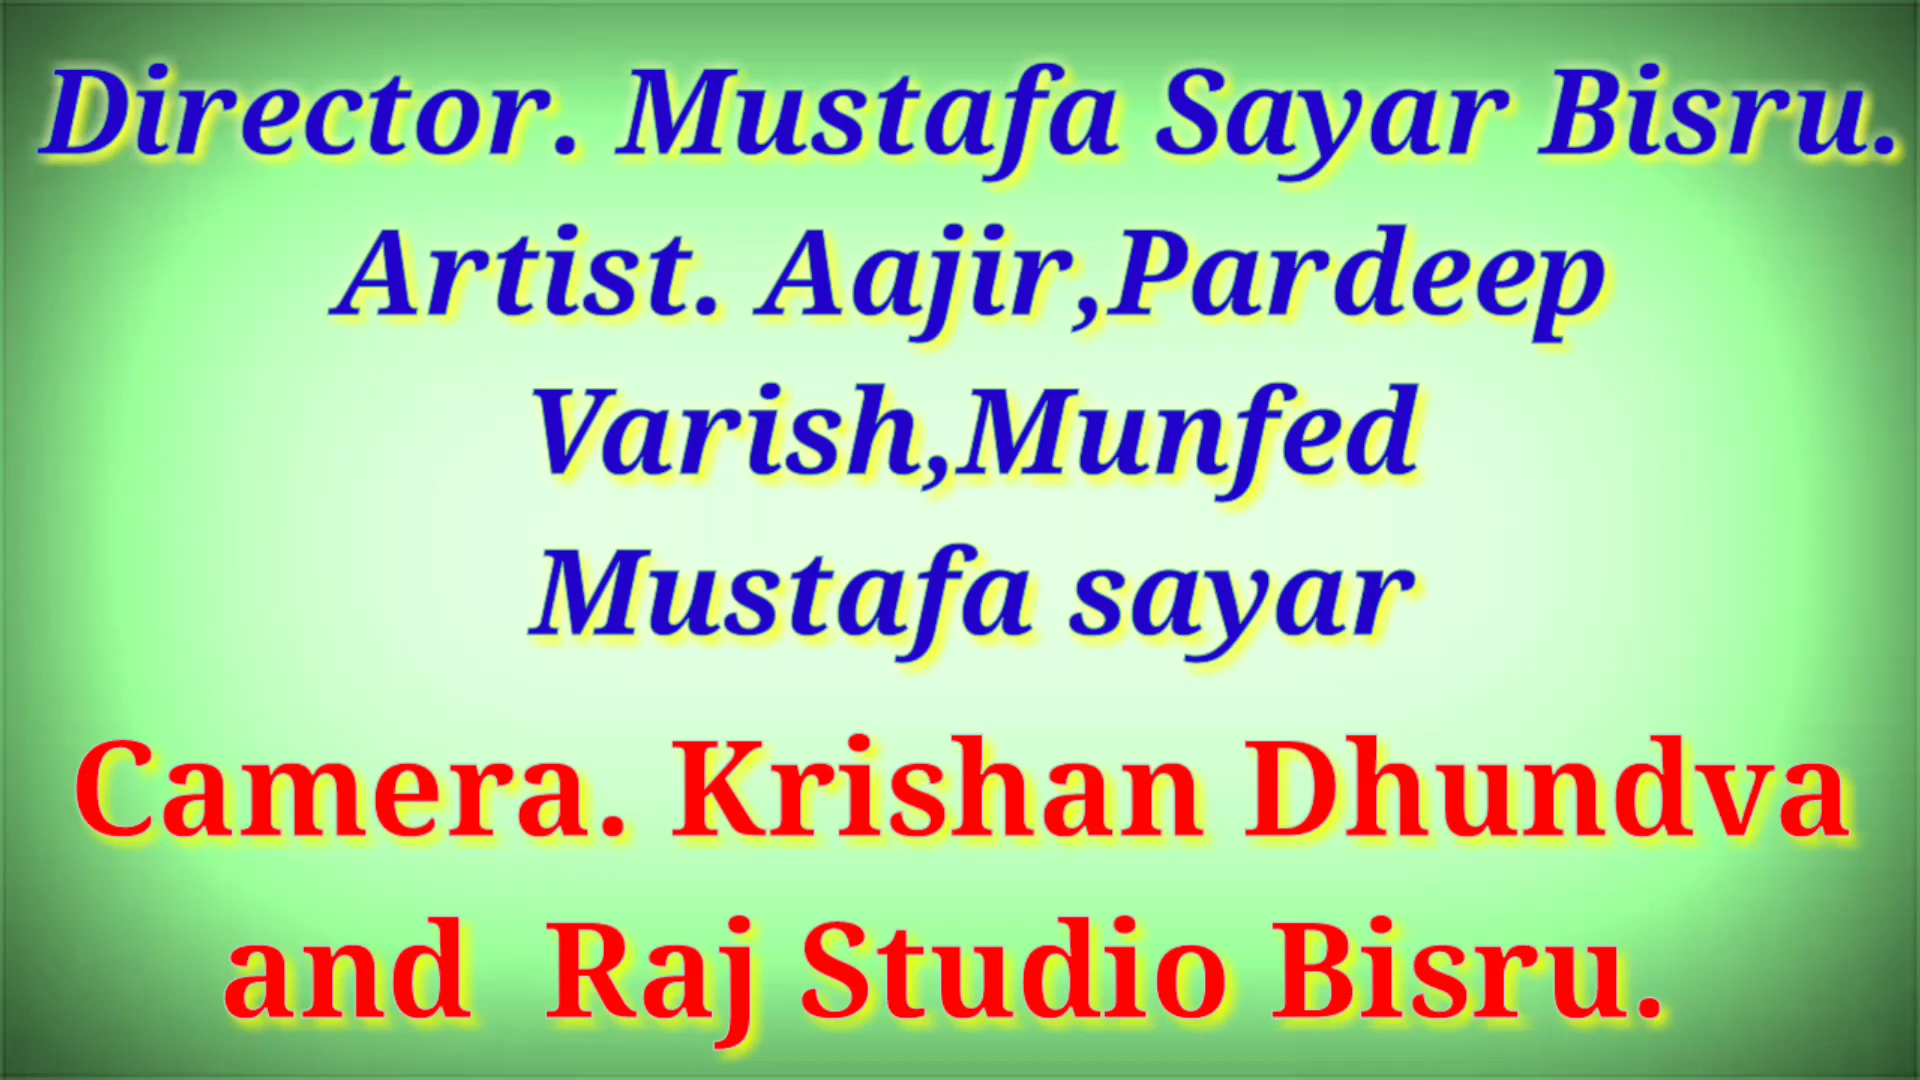 Director. Mustafa Sayar Bisru.
Artist. Aajir,Pardeep
Varish,Munfed
Mustafa sayar
Camera. Krishan Dhundva
and Raj Studio Bisru.